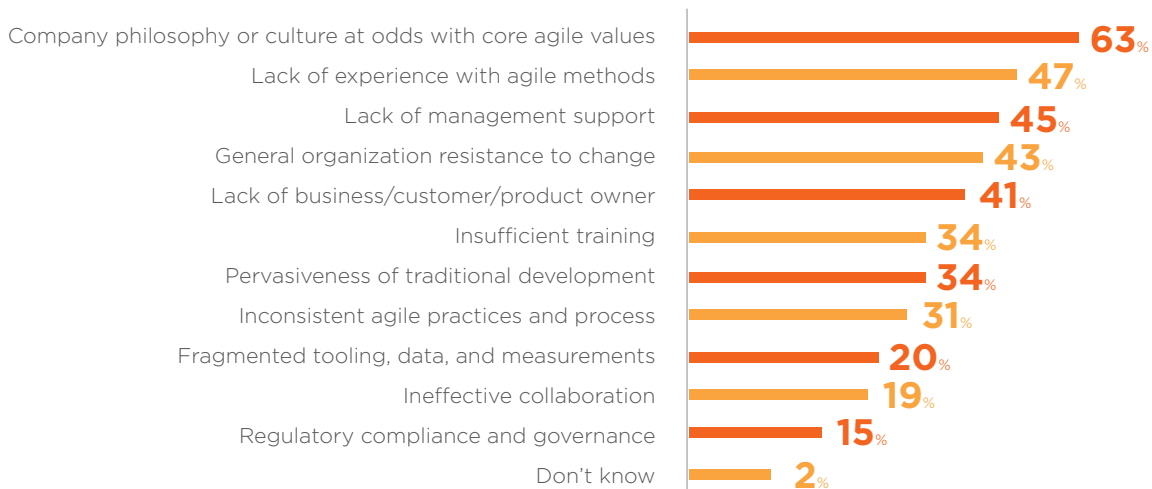 Company philosophy or culture at odds with core agile values 63%
Lack of experience with agile methods 47%
Lack of management support 45%
General organization resistance to change 43%
Lack of business/customer/product owner 41%
Insufficient training 34%
Pervasiveness of traditional development 34%
Inconsistent agile practices and process 31%
Fragmented tooling, data, and measurements 20%
Ineffective collaboration 19%
Regulatory compliance and governance 15%
Don’t know 2%